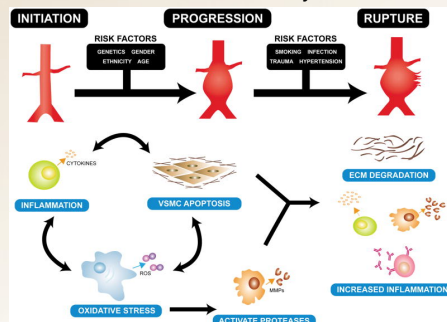 INITIATION
PROGRESSION
RUPTURE
RISK FACTORS
GENETICS GENDER
ETHNICITY AGE
RISK FACTORS
SMOKING INFECTION
TRAUMA HYPERTENSION
CYTOKINES
INFLAMMATION
VSMC APOPTOSIS
ECM DEGRADATION
ROS
OXIDATIVE STRESS
MMPs
ACTIVATE PROTEASES
INCREASED INFLAMMATION